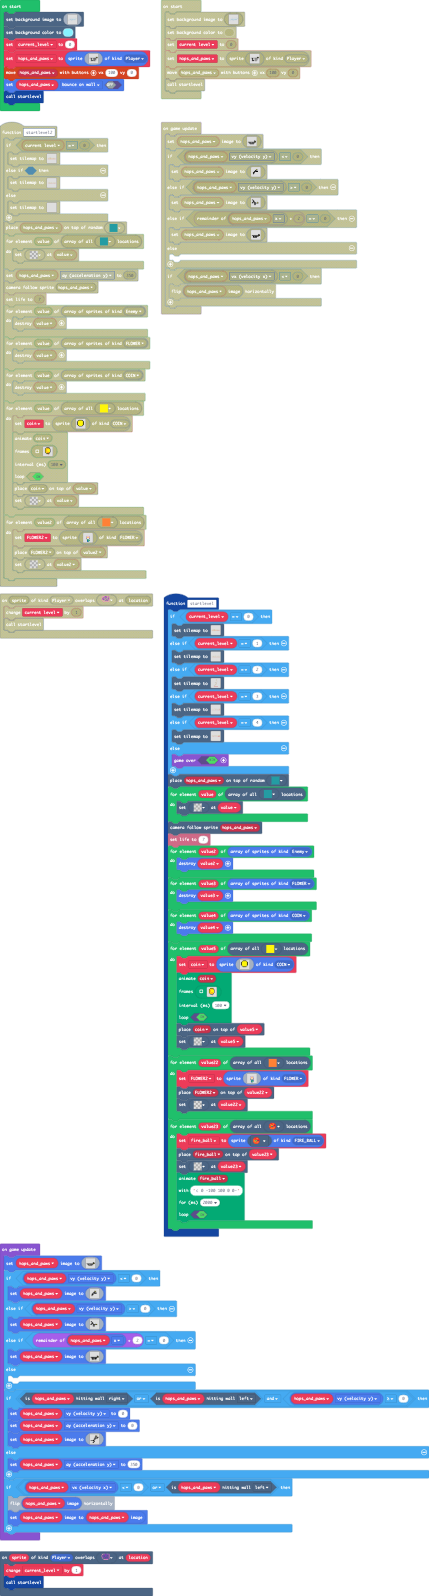 on start
set background image to
set background color to
set current_level to 0
set hops_and_paws to sprite of kind Player
move hops_and_paws with buttons vx 100 vy 0
set hops_and_paws bounce on wall
call startlevel
on start
set background image to
set background color to
set current level to
set hops_and_paws to sprite of kind Player
move hops_and_paws with buttons vx vy
call startlevel
function startlevel2
if current_level = then
set tilemap to
else if then
set tilemap to
else
set tilemap to
place hops_and_paws on top of random
for element value of array of all locations
do set at value
set hops_and_paws ay (acceleration y) to
camera follow sprite hops_and_paws
set life to
for element value of array of sprites of kind Enemy
do destroy value
for element value of array of sprites of kind FLOWER
do destroy value
for element value of array of sprites of kind COIN
do destroy value
for element value of array of all locations
do set coin to sprite of kind COIN
animate coin
frames
interval (ms)
loop
place coin on top of value
set at value
for element value2 of array of all locations
do set FLOWER2 to sprite of kind FLOWER
place FLOWER2 on top of value2
set at value2
on game update
set hops_and_paws image to
if hops_and_paws vy (velocity y) then
set hops_and_paws image to
else if hops_and_paws vy (velocity y) then
set hops_and_paws image to
else if remainder of hops_and_paws then
set hops_and_paws image to
else
if hops_and_paws vx (velocity x) then
flip hops_and_paws image horizontally
on sprite of kind Player overlaps at location
change current_level by
call startlevel
function startlevel
if current_level = 0 then
set tilemap to
else if current_level = 1 then
set tilemap to
else if current_level = 2 then
set tilemap to
else if current_level = 3 then
set tilemap to
else if current_level = 4 then
set tilemap to
else
game over
place hops_and_paws on top of random
for element value of array of all locations
do set at value
camera follow sprite hops_and_paws
set life to
for element value2 of array of sprites of kind Enemy
do destroy value2
for element value3 of array of sprites of kind FLOWER
do destroy value3
for element value4 of array of sprites of kind COIN
do destroy value4
for element value5 of array of all locations
do set coin to sprite of kind COIN
animate coin
frames
interval (ms) 100
loop
place coin on top of value5
set at value5
for element value22 of array of all locations
do set FLOWER2 to sprite of kind FLOWER
place FLOWER2 on top of value22
set at value22
for element value23 of array of all locations
do set fire_ball to sprite of kind FIRE_BALL
place fire_ball on top of value23
set at value23
animate fire_ball
with
for (ms)
loop
on game update
set hops_and_paws image to
if hops_and_paws vy (velocity y) < 0 then
set hops_and_paws image to
else if hops_and_paws vy (velocity y) > 0 then
set hops_and_paws image to
else if remainder of hops_and_paws x ÷ 2 = 0 then
set hops_and_paws image to
else
if is hops_and_paws hitting wall right or is hops_and_paws hitting wall left and hops_and_paws vy (velocity y) 0 then
set hops_and_paws vy (velocity y) to 0
set hops_and_paws ay (acceleration y) to 0
set hops_and_paws image to
else
set hops_and_paws ay (acceleration y) to
if hops_and_paws vx (velocity x) < 0 or is hops_and_paws hitting wall left then
flip hops_and_paws image horizontally
set hops_and_paws image to hops_and_paws image
on sprite of kind Player overlaps at location
change current_level by 1
call startlevel